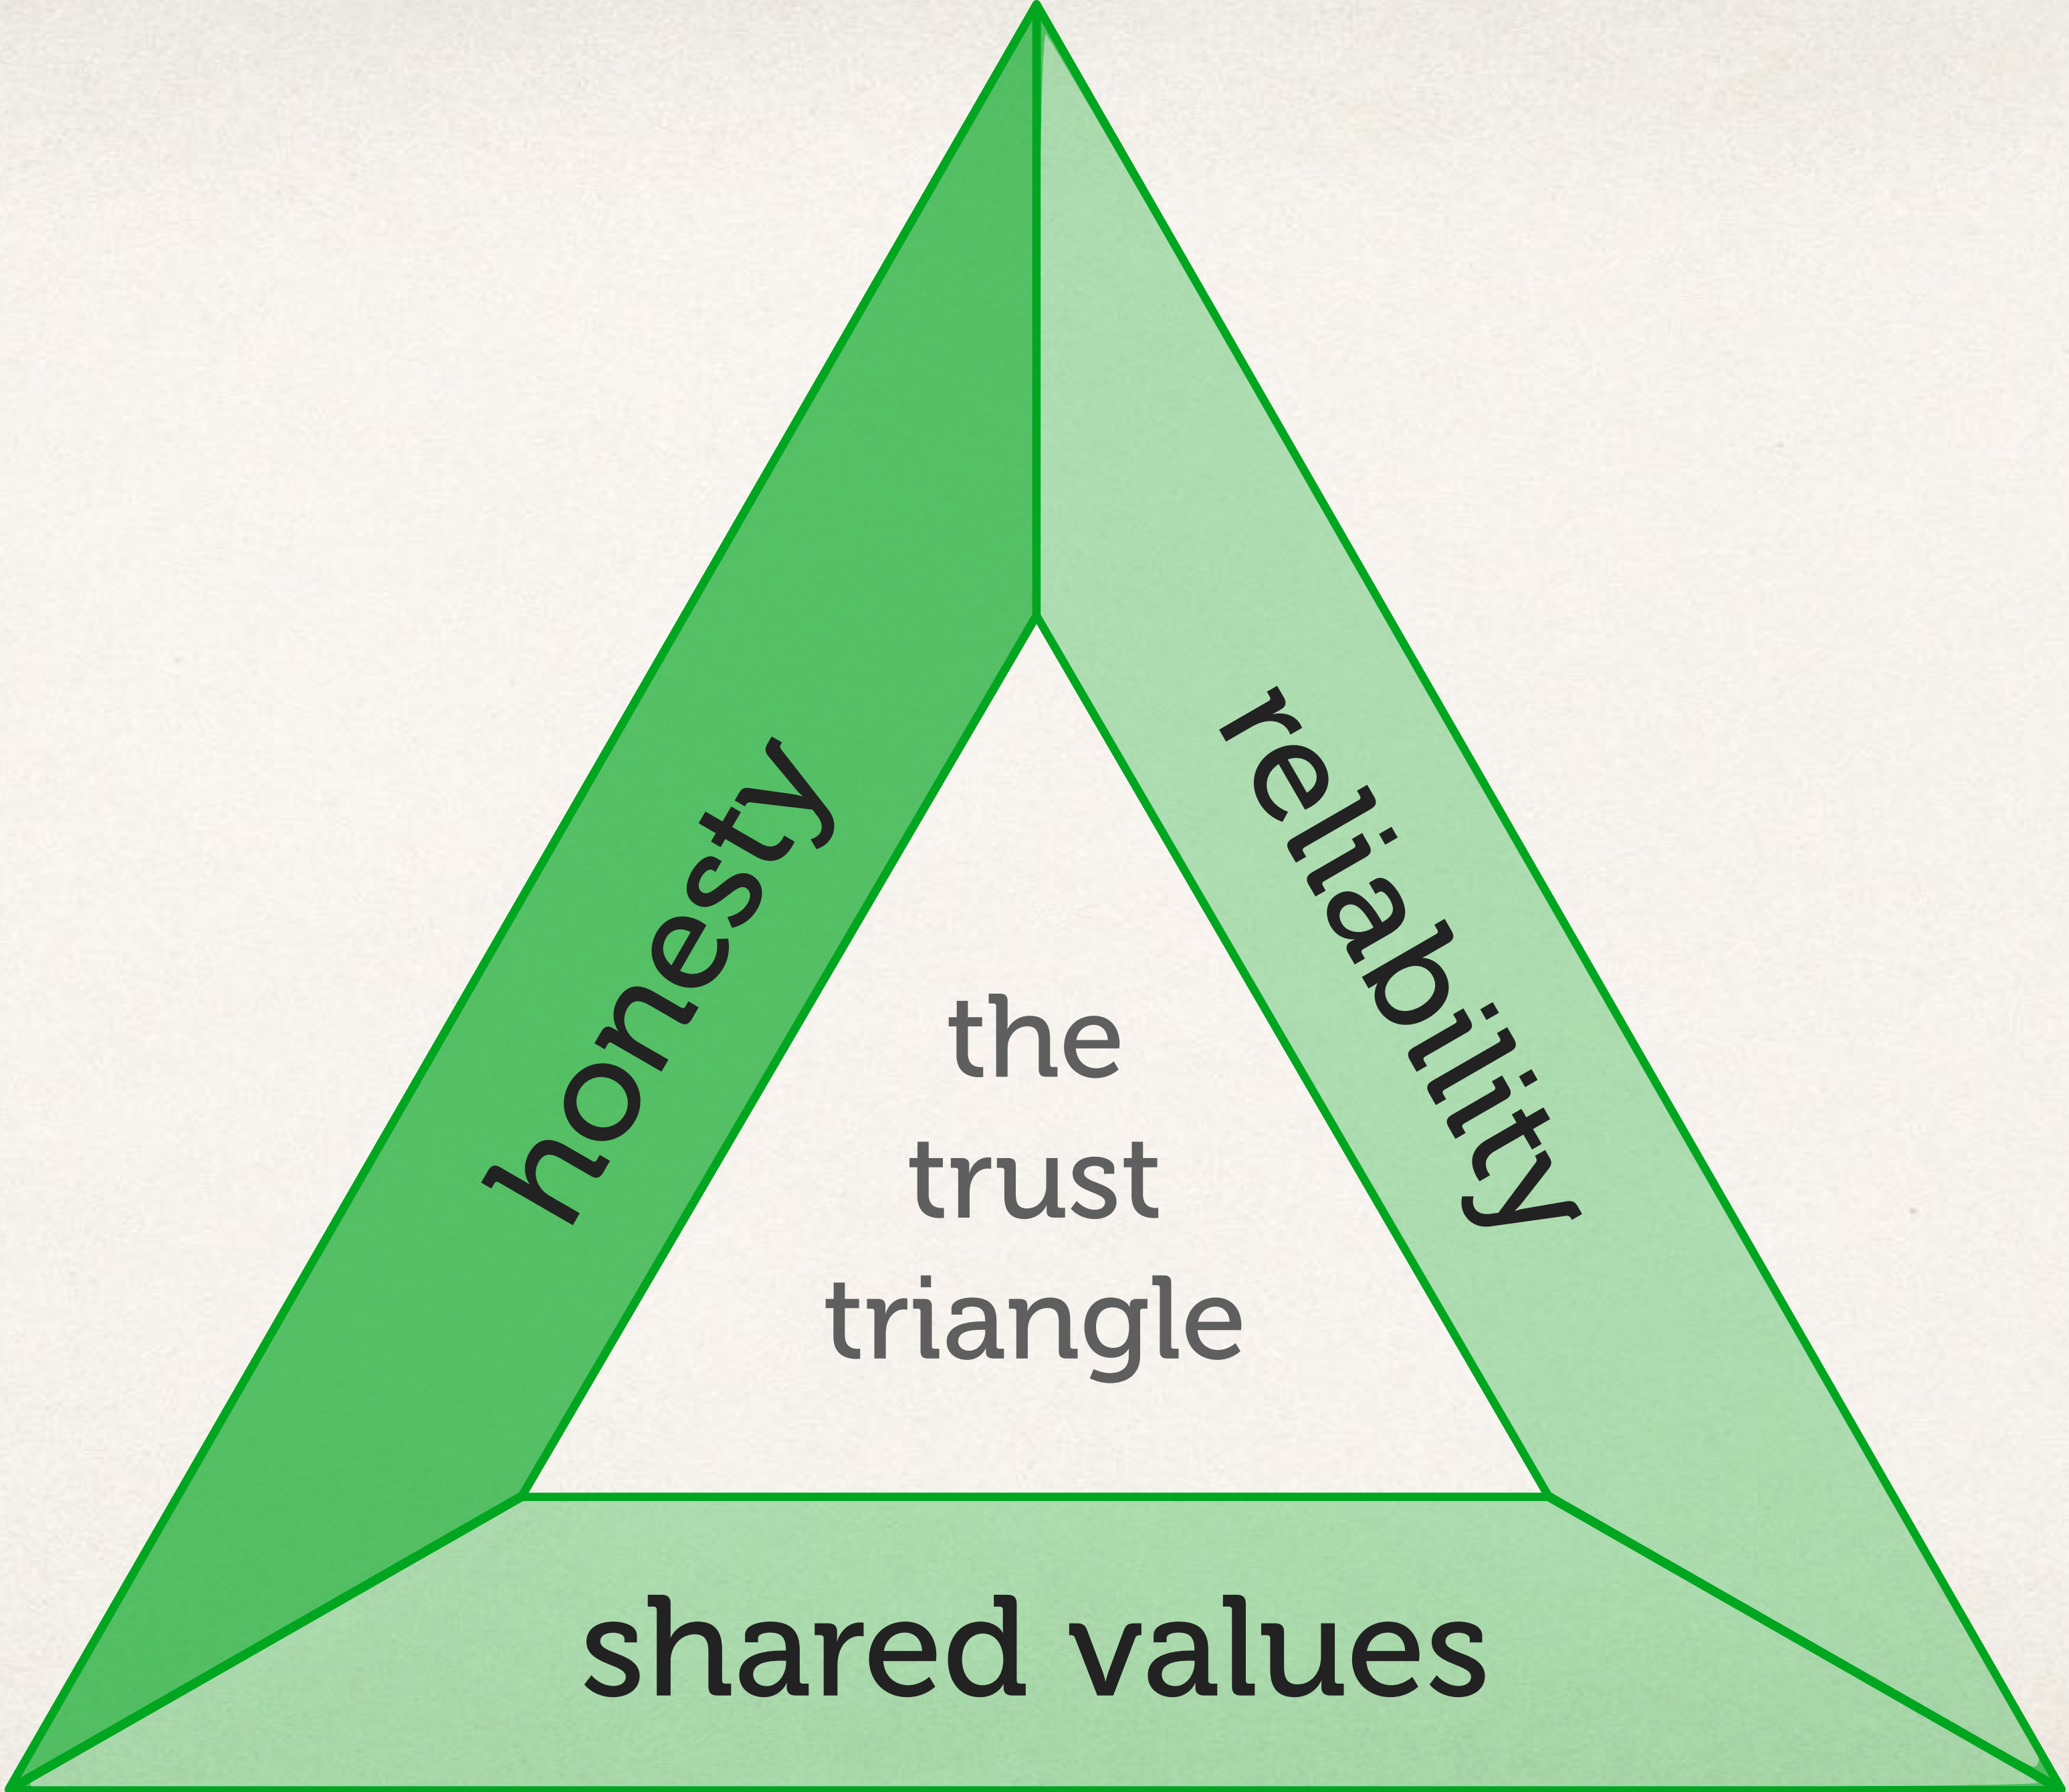 honesty
reliability
the
trust
triangle
shared values